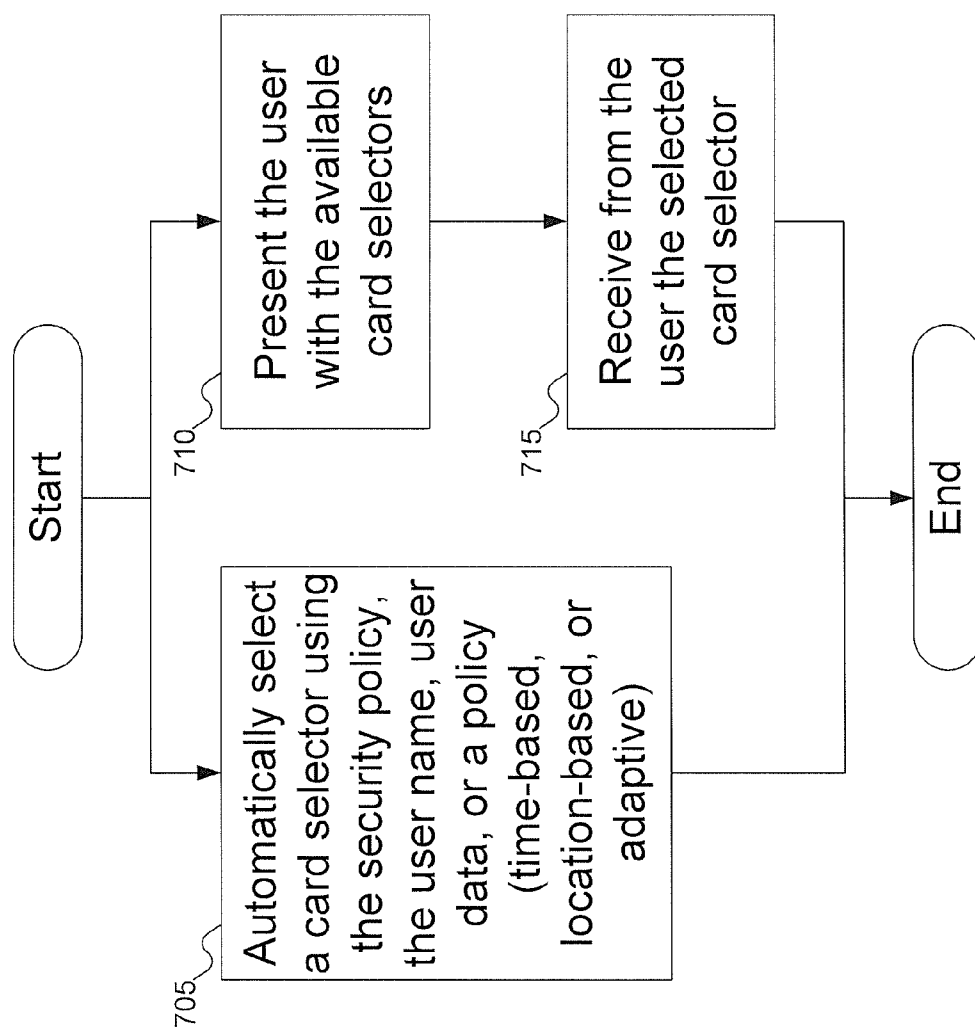 Start
705
Automatically select
a card selector using
the security policy,
the user name, user
data, or a policy
(time-based,
location-based, or
adaptive)
710
Present the user
with the available
card selectors
715
Receive from the
user the selected
card selector
End